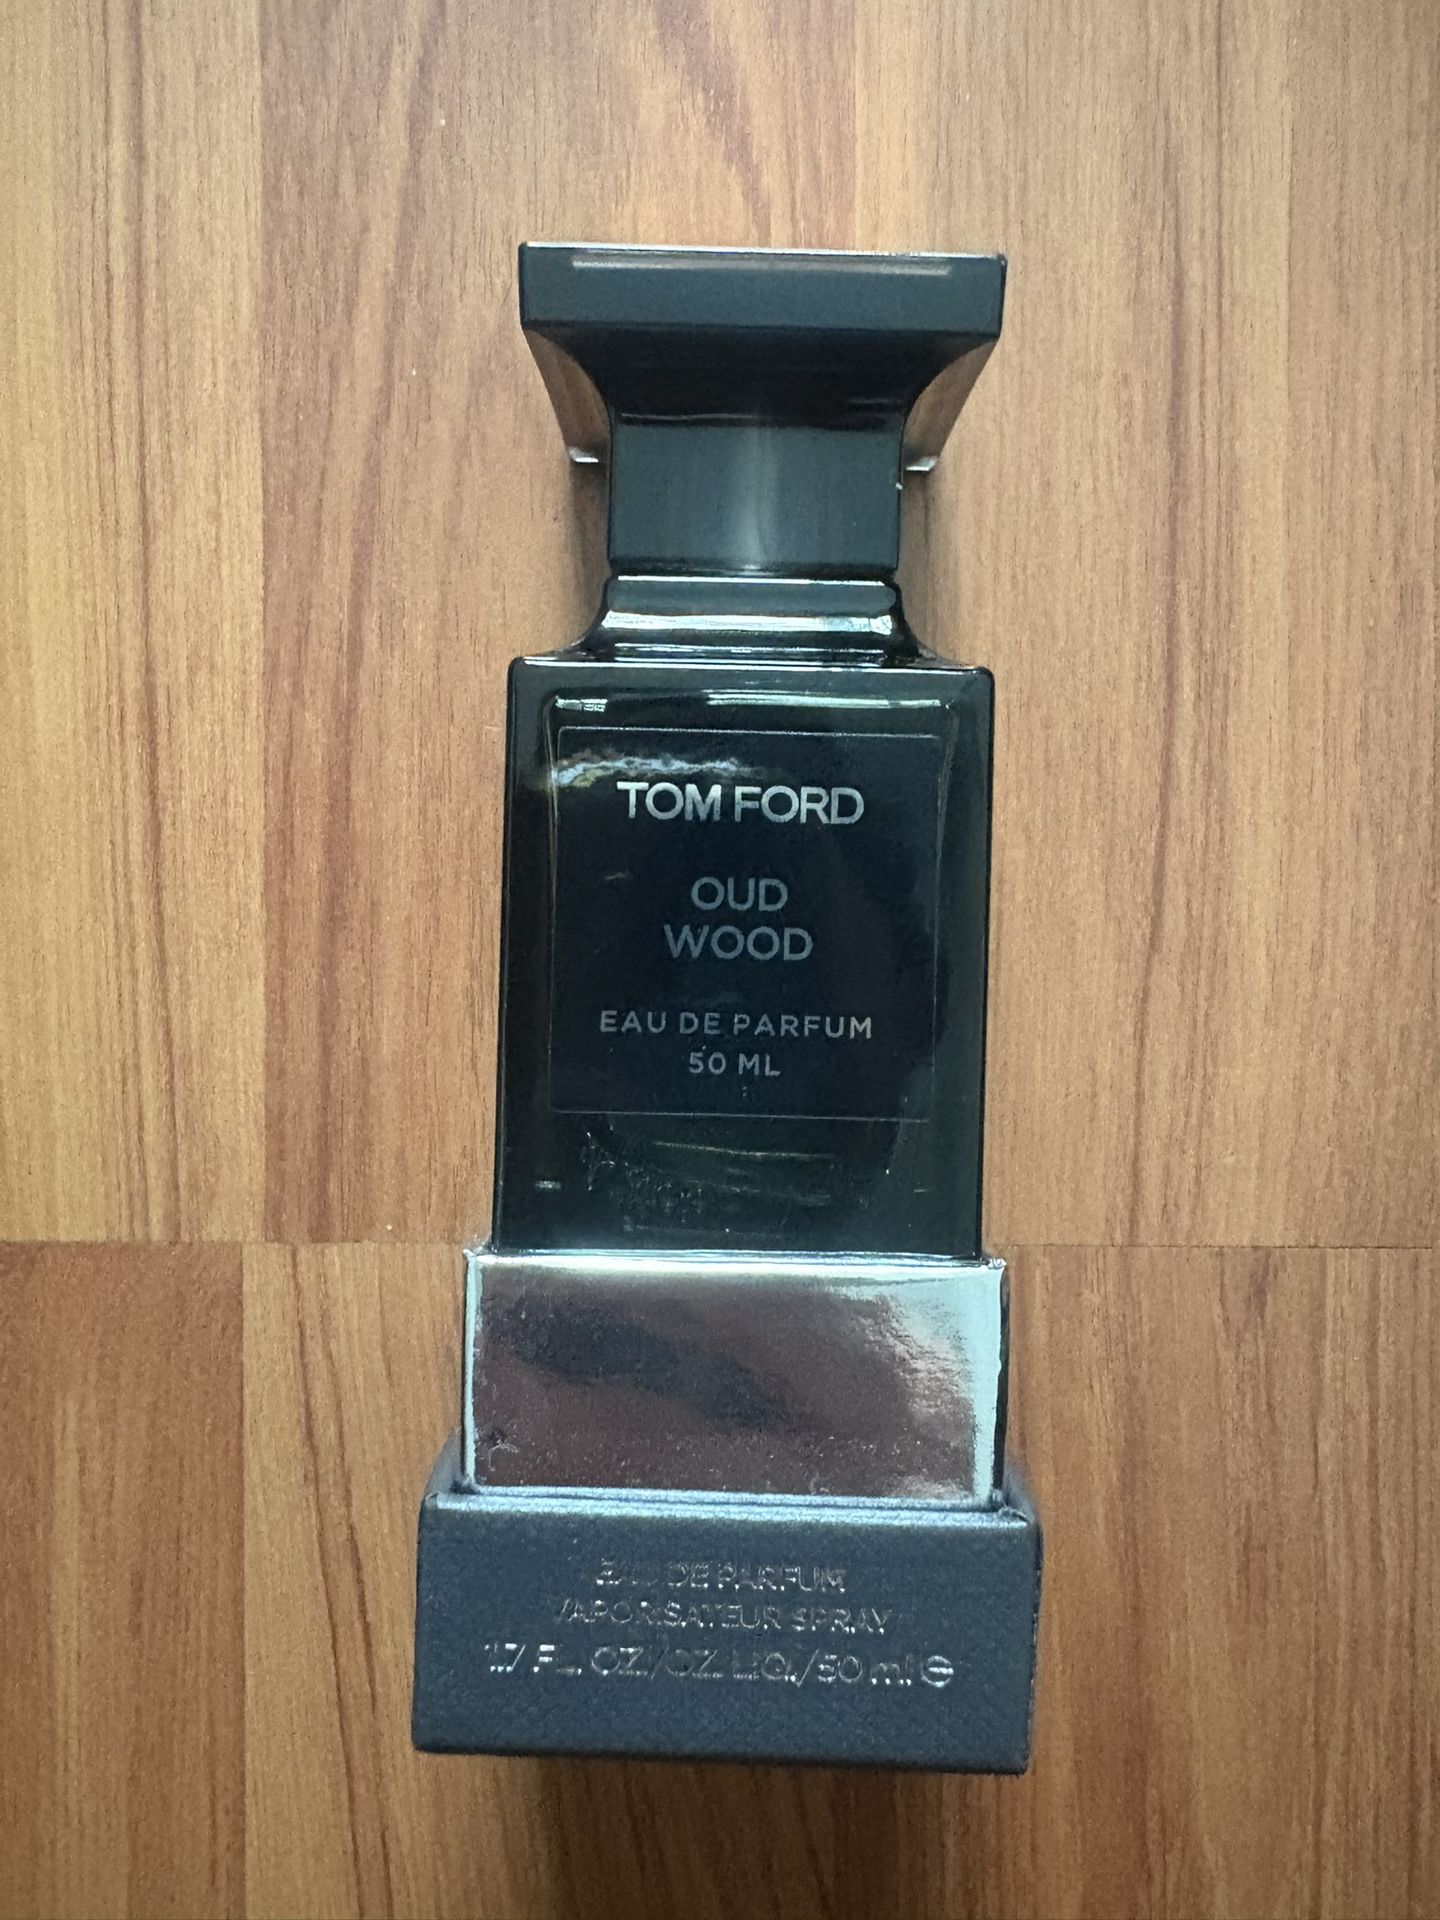 TOM FORD
OUD
WOOD
EAU DE PARFUM
50 ML
EAU DE PARFUM
VAPORISATEUR SPRAY
1.7 FL. OZ./OZ. LIQ./50 ml ℮